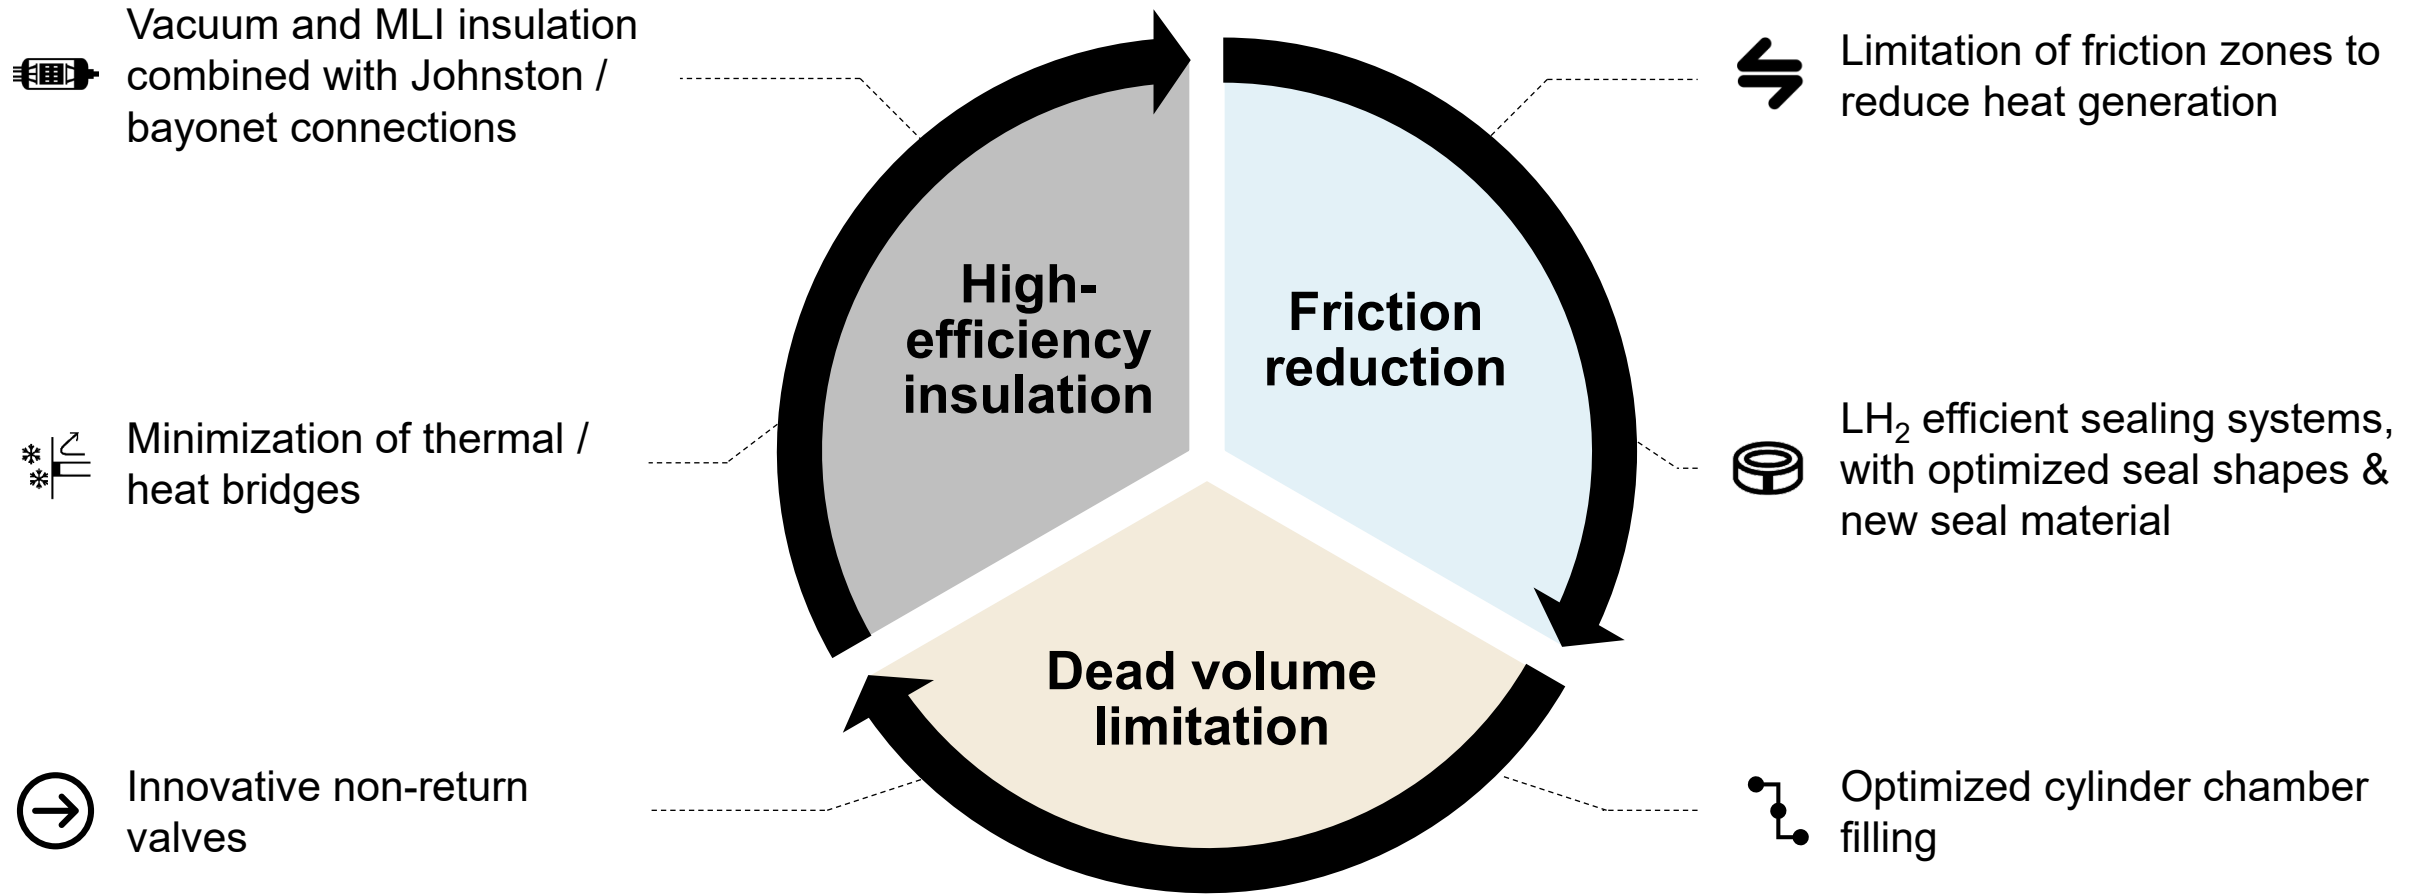 Vacuum and MLI insulation
combined with Johnston /
bayonet connections
Minimization of thermal /
heat bridges
Innovative non-return
valves
High-
efficiency
insulation
Friction
reduction
Dead volume
limitation
Limitation of friction zones to
reduce heat generation
LH₂ efficient sealing systems,
with optimized seal shapes &
new seal material
Optimized cylinder chamber
filling